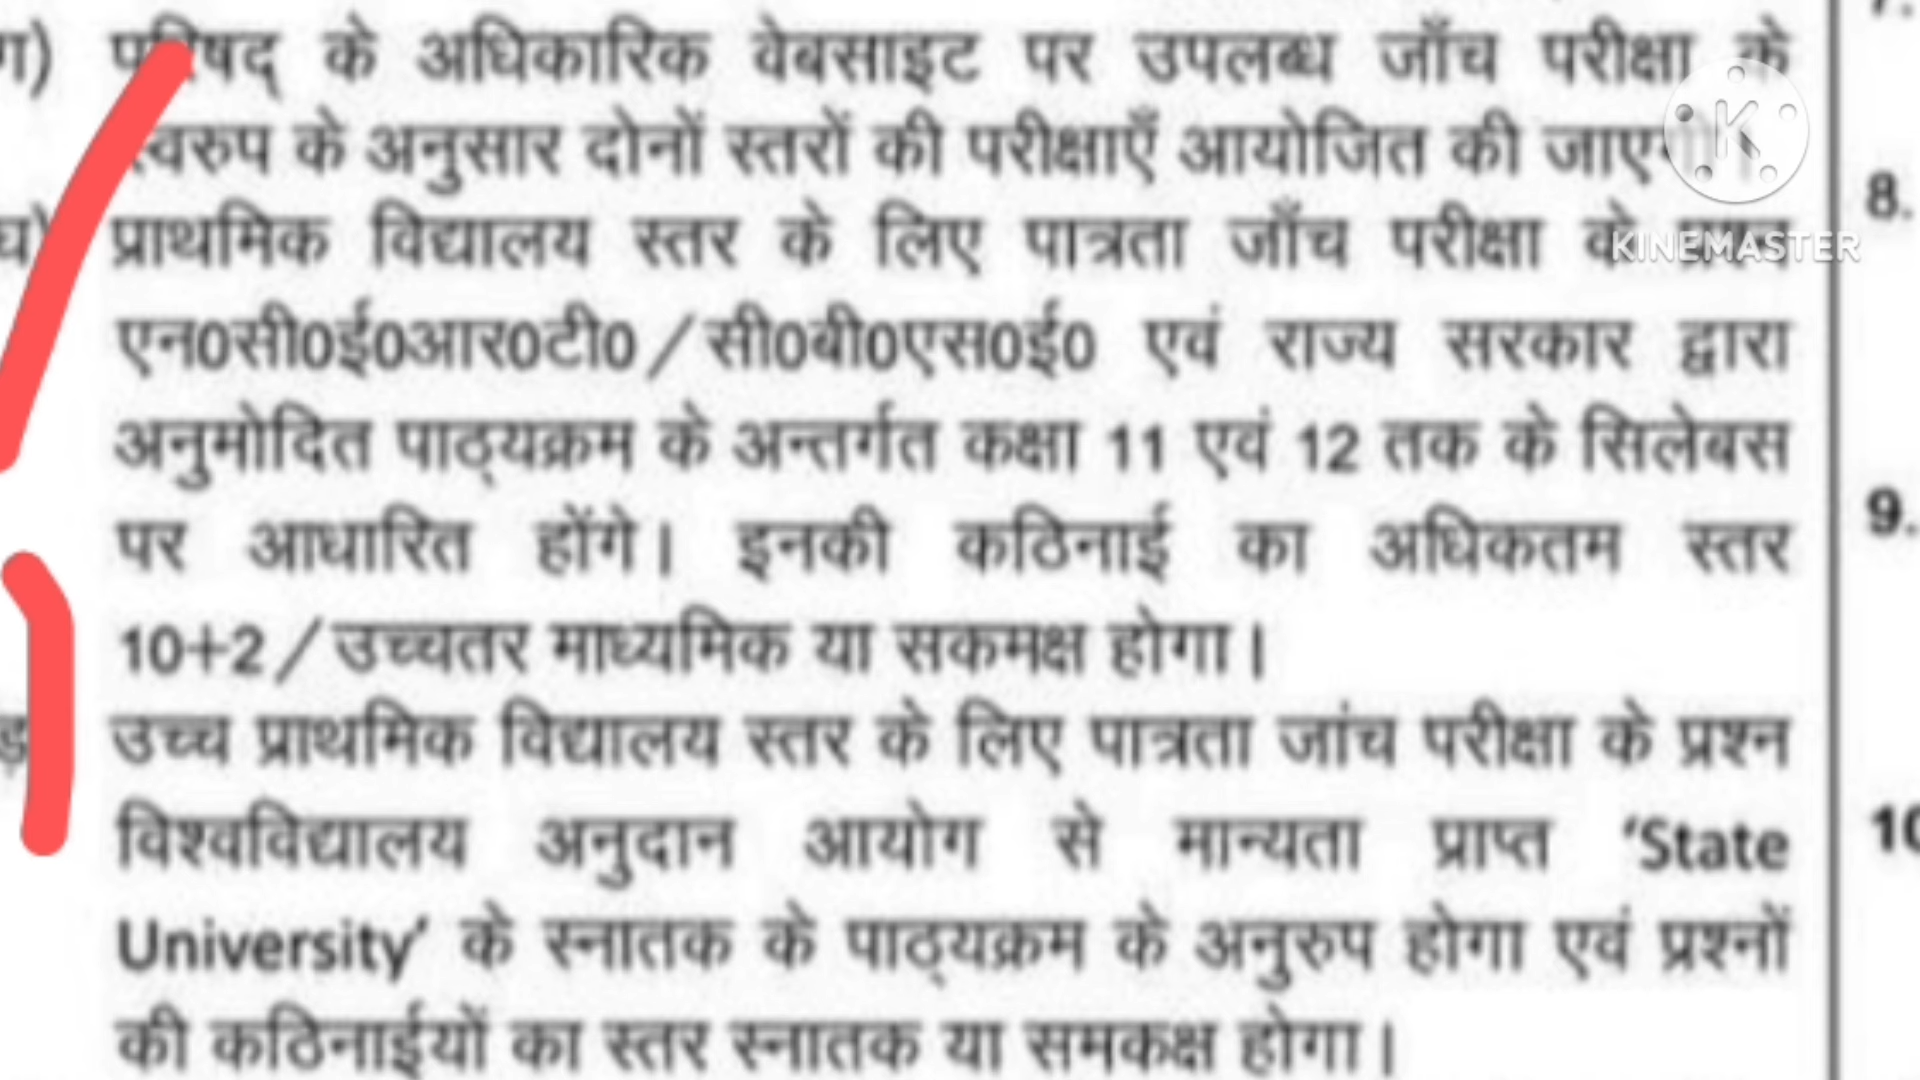 ग) परिषद् के अधिकारिक वेबसाइट पर उपलब्ध जाँच परीक्षा के
स्वरुप के अनुसार दोनों स्तरों की परीक्षाएँ आयोजित की
घ) प्राथमिक विद्यालय स्तर के लिए पात्रता जाँच परीक्षा के प्रश्न
एन0सी0ई0आर0टी0/सी0बी0एस0ई0 एवं राज्य सरकार द्वारा
अनुमोदित पाठ्यक्रम के अन्तर्गत कक्षा 11 एवं 12 तक के सिलेबस
पर आधारित होंगे। इनकी कठिनाई का अधिकतम स्तर
10+2/उच्चतर माध्यमिक या सकमक्ष होगा।
ड़ उच्च प्राथमिक विद्यालय स्तर के लिए पात्रता जांच परीक्षा के प्रश्न
विश्वविद्यालय अनुदान आयोग से मान्यता प्राप्त 'State
University' के स्नातक के पाठ्यक्रम के अनुरुप होगा एवं प्रश्नों
की कठिनाईयों का स्तर स्नातक या समकक्ष होगा।
7.
8.
9.
10
K
KINEMASTER